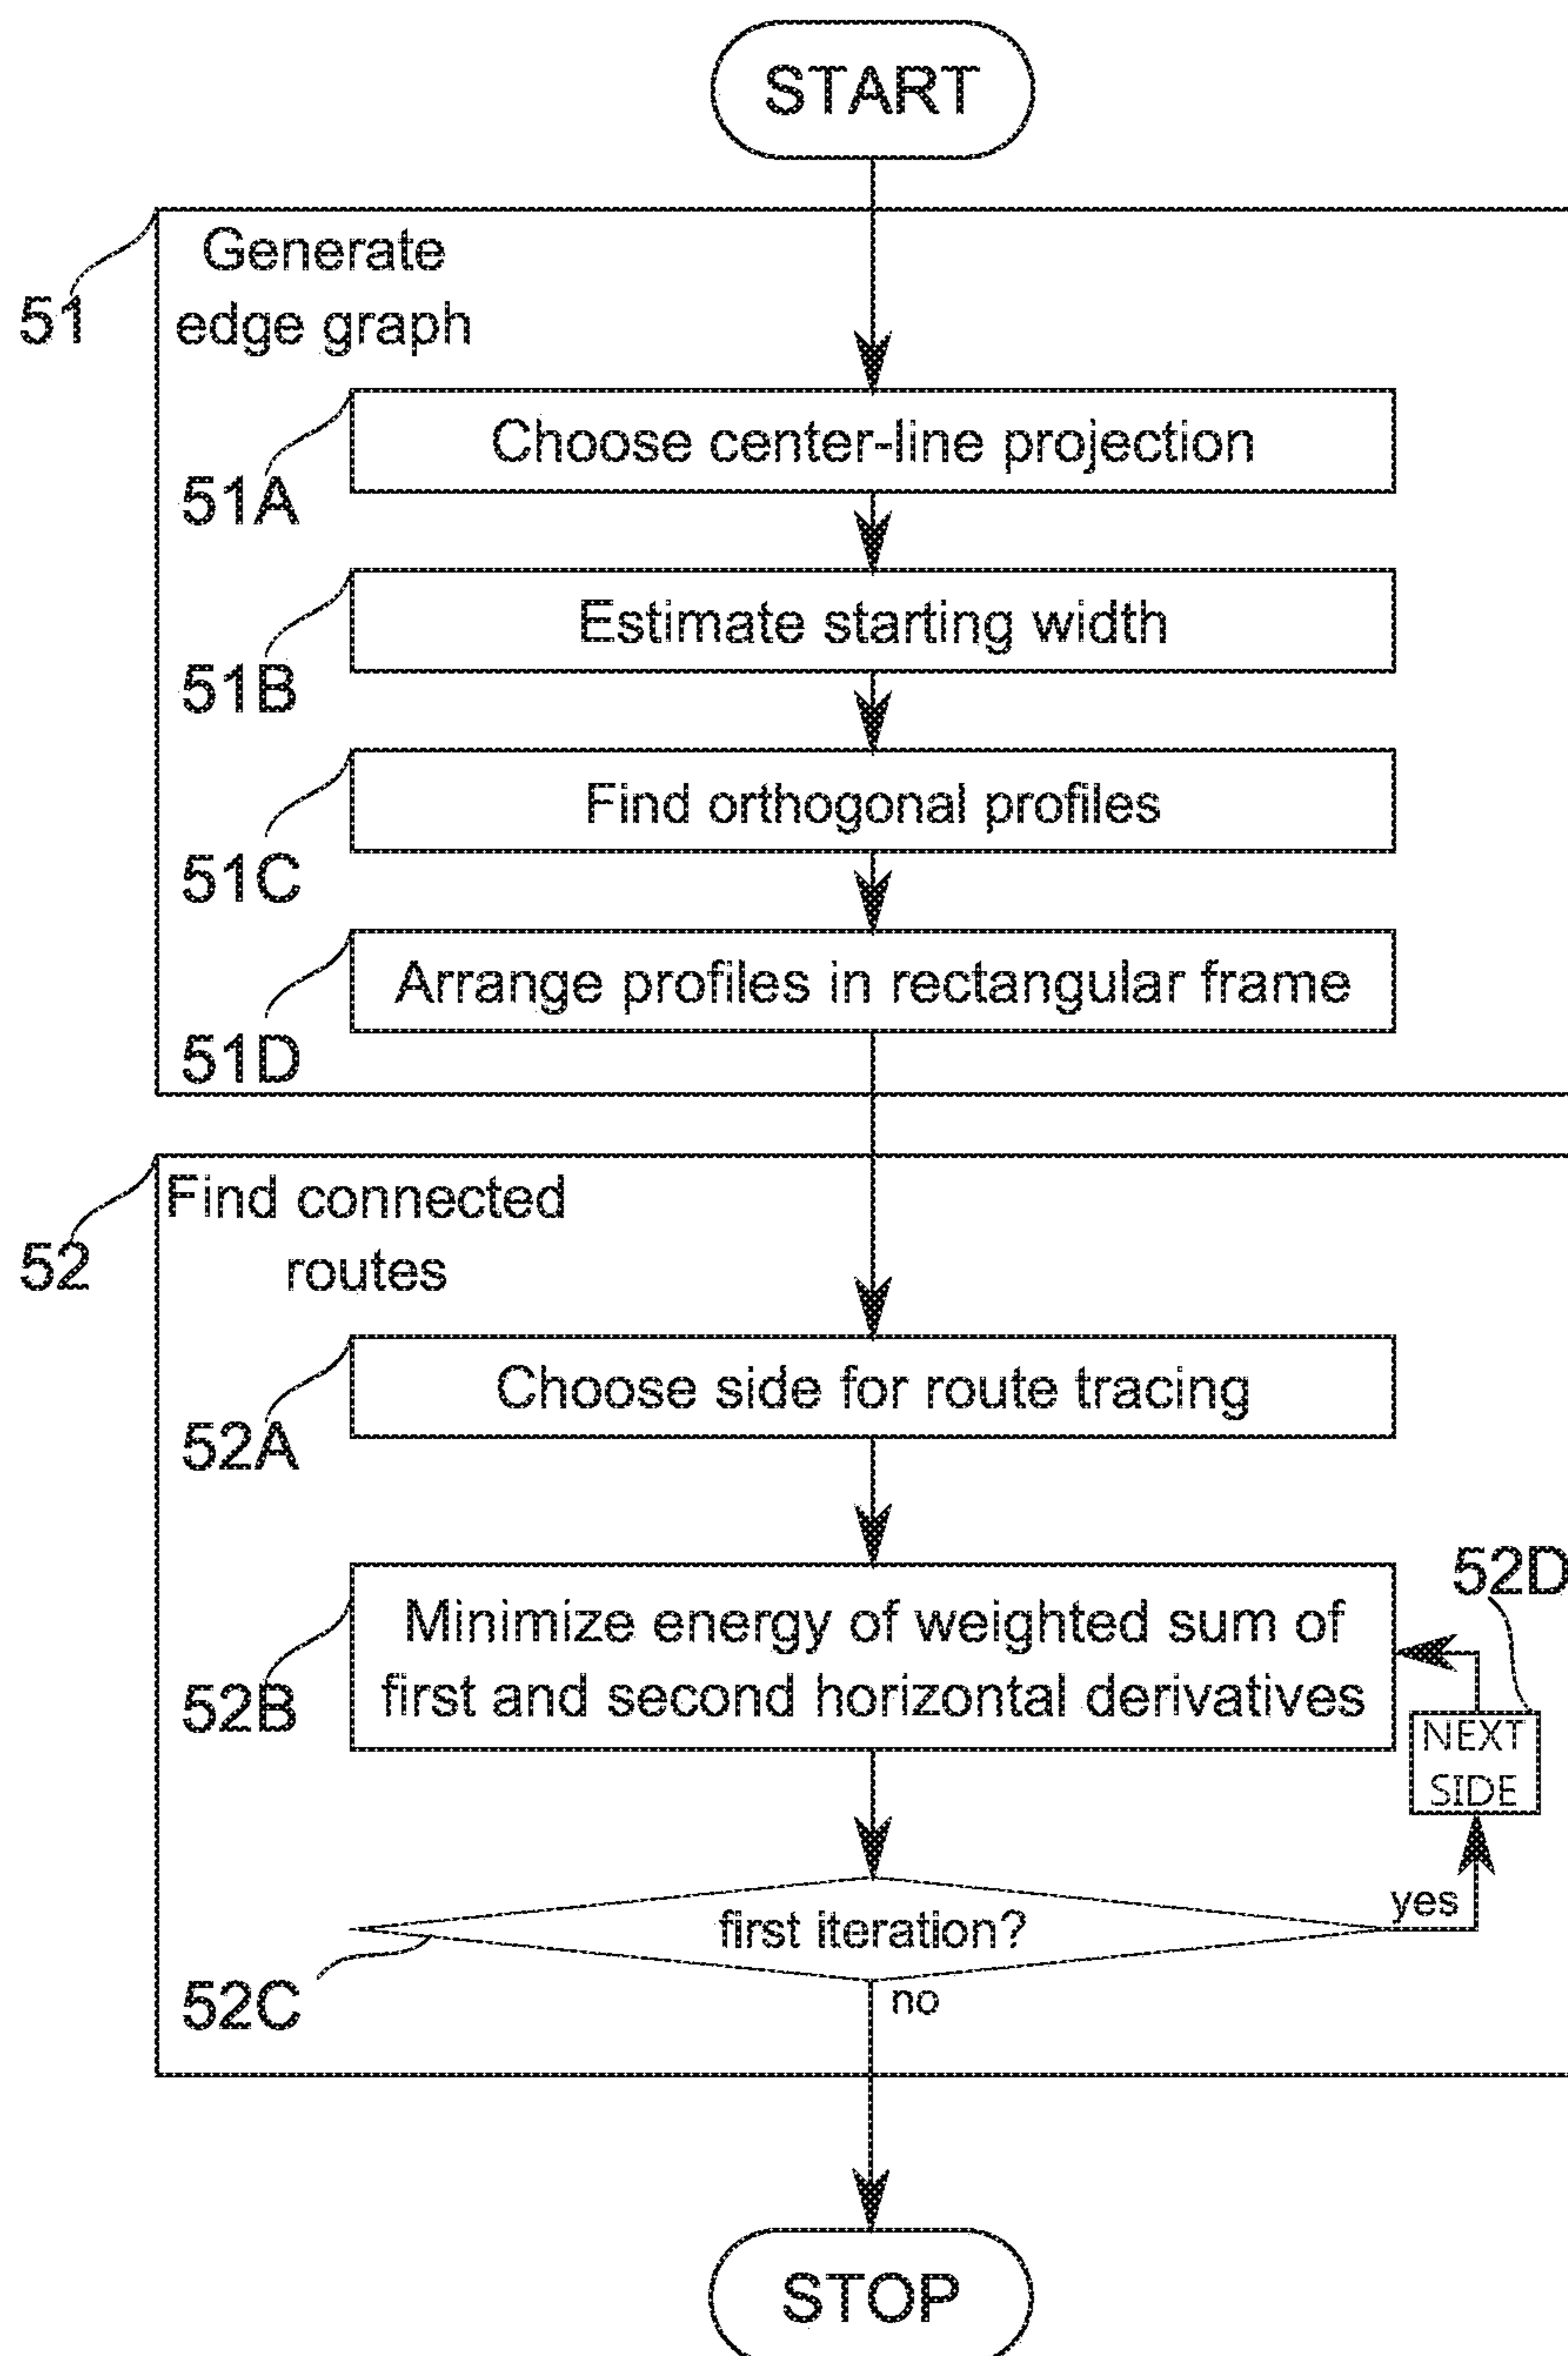 START
Generate
edge graph
51
Choose center-line projection
51A
Estimate starting width
51B
Find orthogonal profiles
51C
Arrange profiles in rectangular frame
51D
Find connected
routes
52
Choose side for route tracing
52A
52D
Minimize energy of weighted sum of
first and second horizontal derivatives
52B
NEXT
SIDE
first iteration?
yes
52C
no
STOP